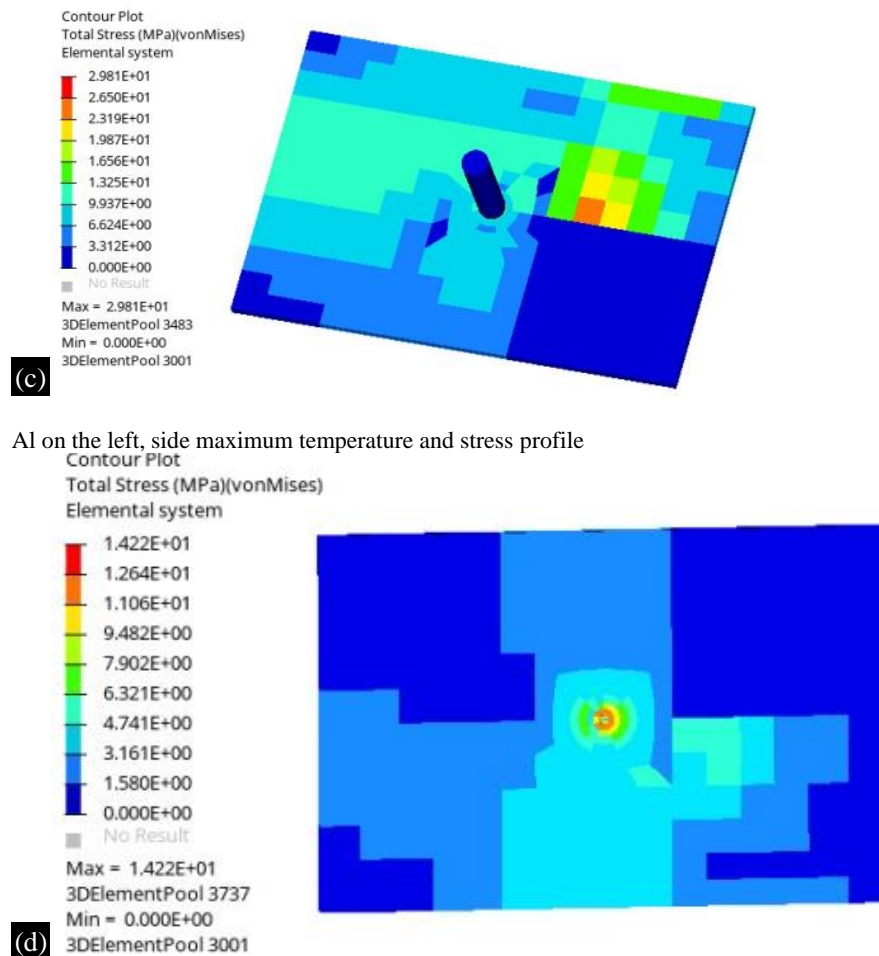 Contour Plot
Total Stress (MPa)(vonMises)
Elemental system
2.981E+01
2.650E+01
2.319E+01
1.987E+01
1.656E+01
1.325E+01
9.937E+00
6.624E+00
3.312E+00
0.000E+00
No Result
Max = 2.981E+01
3DElementPool 3483
Min = 0.000E+00
3DElementPool 3001
(c)
Al on the left, side maximum temperature and stress profile
Contour Plot
Total Stress (MPa)(vonMises)
Elemental system
1.422E+01
1.264E+01
1.106E+01
9.482E+00
7.902E+00
6.321E+00
4.741E+00
3.161E+00
1.580E+00
0.000E+00
No Result
Max = 1.422E+01
3DElementPool 3737
Min = 0.000E+00
3DElementPool 3001
(d)